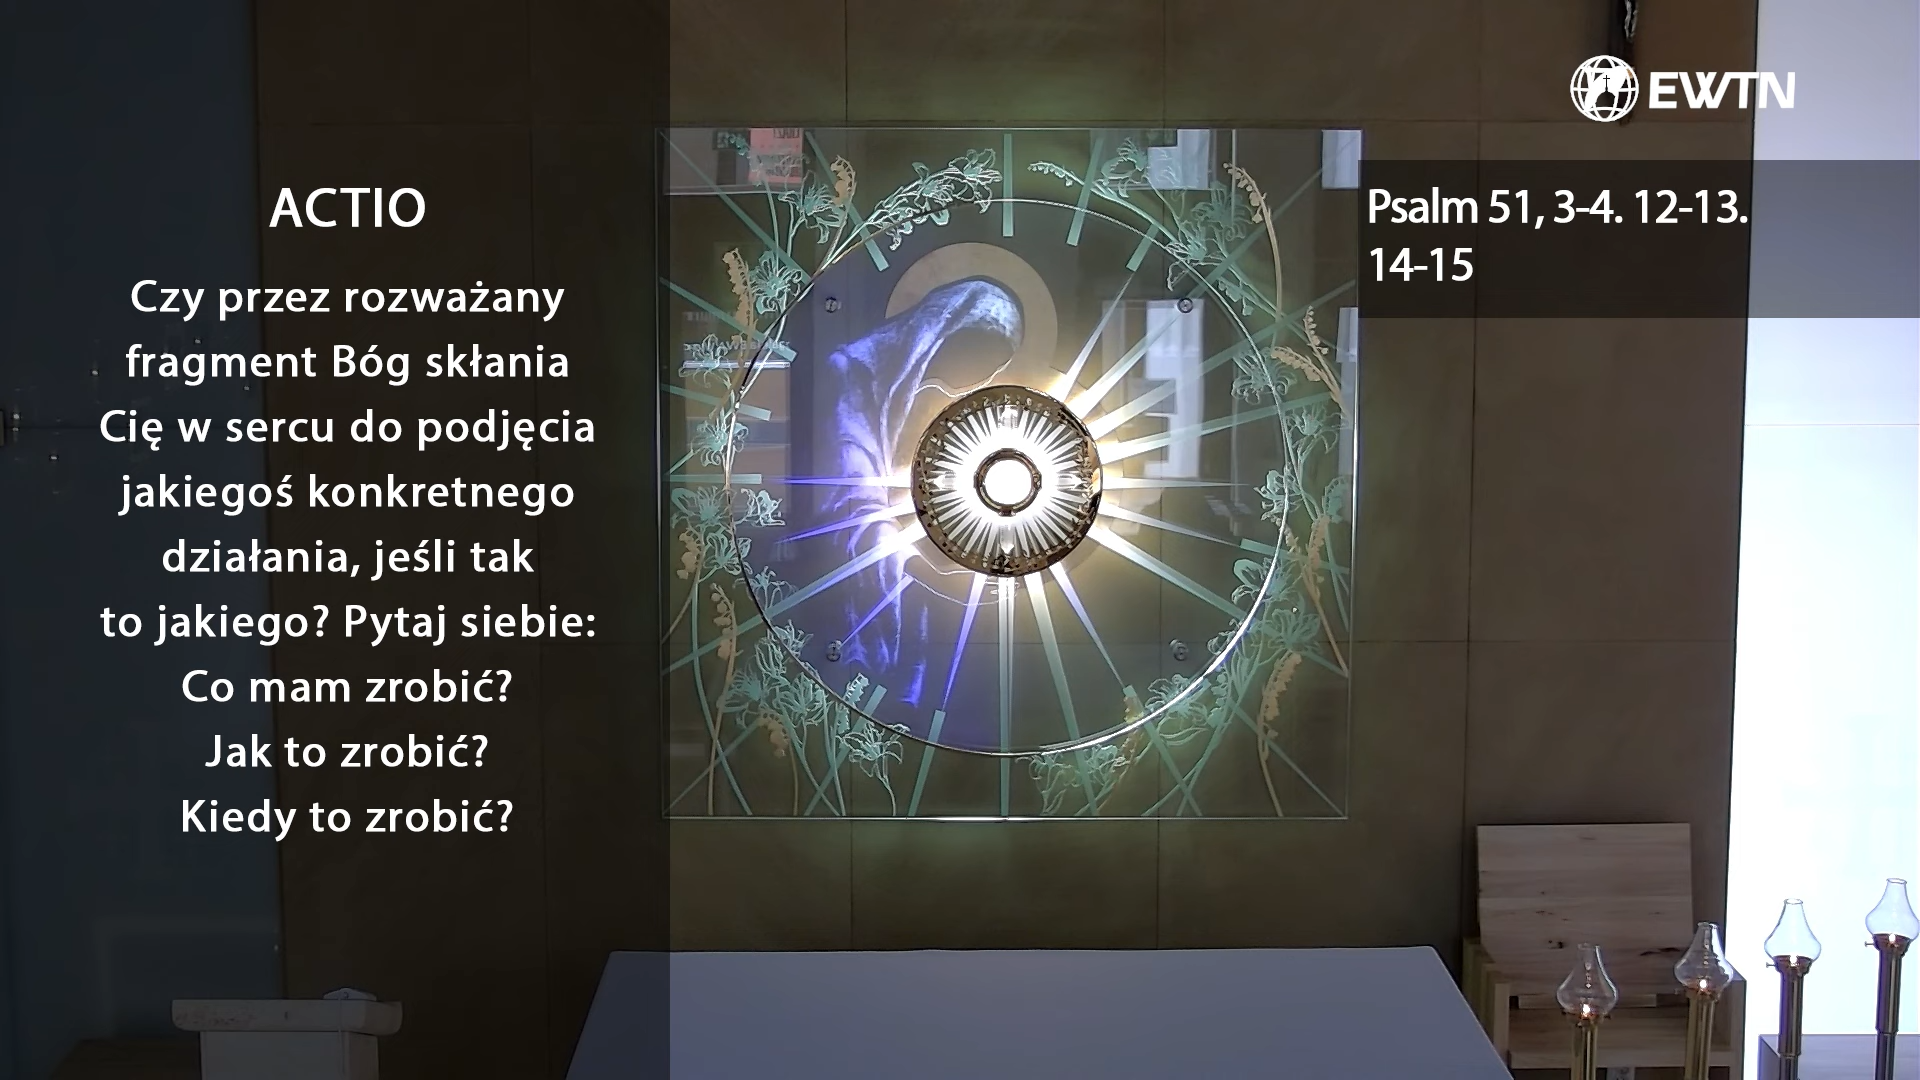 ACTIO
Czy przez rozważany
fragment Bóg skłania
Cię w sercu do podjęcia
jakiegoś konkretnego
działania, jeśli tak
to jakiego? Pytaj siebie:
Co mam zrobić?
Jak to zrobić?
Kiedy to zrobić?
EWTN
Psalm 51, 3-4. 12-13.
14-15